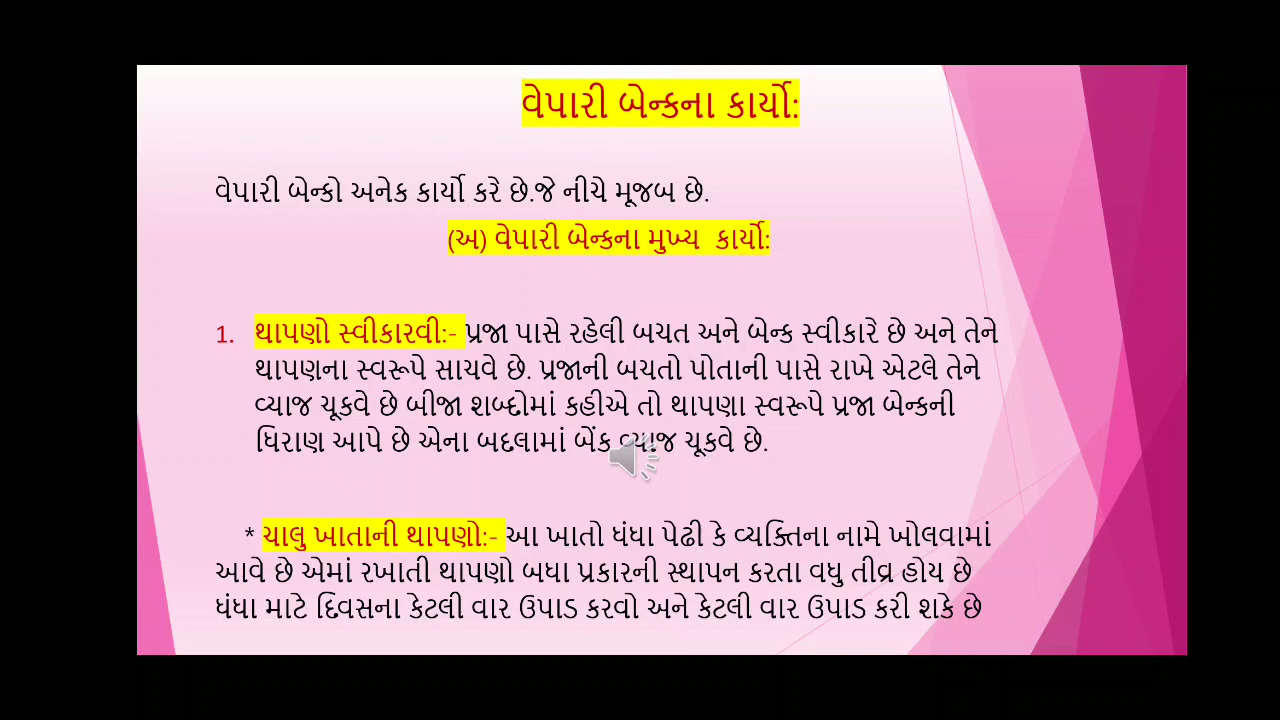 વેપારી બેન્કના કાર્યો:
વેપારી બેન્કો અનેક કાર્યો કરે છે.જે નીચે મૂજબ છે.
(અ) વેપારી બેન્કના મુખ્ય કાર્યો:
1. થાપણો સ્વીકારવી:- પ્રજા પાસે રહેલી બચત અને બેન્ક સ્વીકારે છે અને તેને
થાપણના સ્વરૂપે સાચવે છે. પ્રજાની બચતો પોતાની પાસે રાખે એટલે તેને
વ્યાજ ચૂકવે છે બીજા શબ્દોમાં કહીએ તો થાપણા સ્વરૂપે પ્રજા બેન્કની
ધિરાણ આપે છે એના બદલામાં બેંક વ્યાજ ચૂકવે છે.
* ચાલુ ખાતાની થાપણો:- આ ખાતો ધંધા પેઢી કે વ્યક્તિના નામે ખોલવામાં
આવે છે એમાં રખાતી થાપણો બધા પ્રકારની સ્થાપન કરતા વધુ તીવ્ર હોય છે
ધંધા માટે દિવસના કેટલી વાર ઉપાડ કરવો અને કેટલી વાર ઉપાડ કરી શકે છે